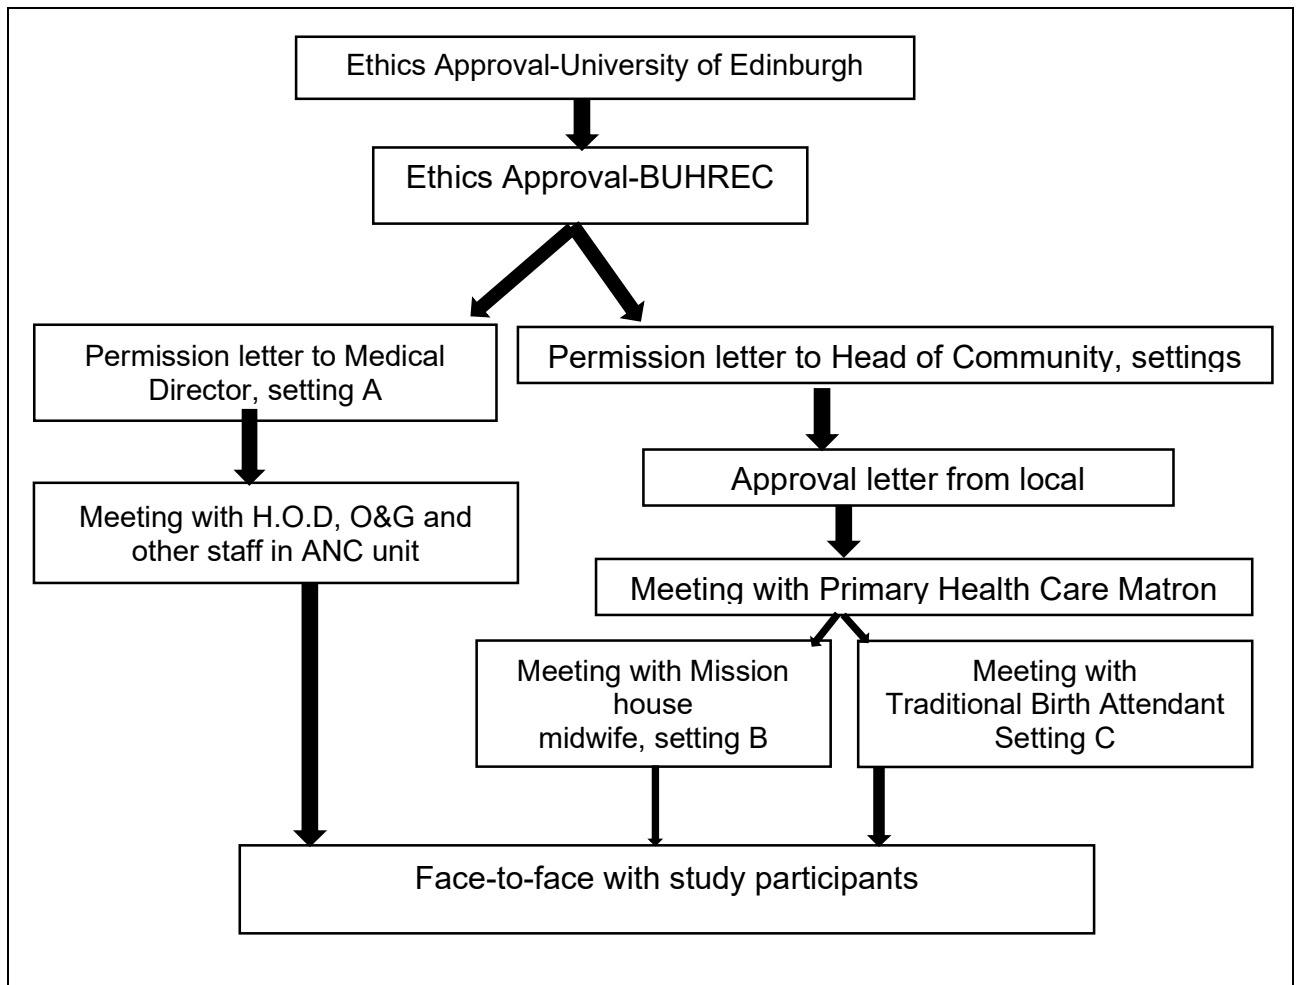 Ethics Approval-University of Edinburgh
Ethics Approval-BUHREC
Permission letter to Medical
Director, setting A
Permission letter to Head of Community, settings
Meeting with H.O.D, O&G and
other staff in ANC unit
Approval letter from local
Meeting with Primary Health Care Matron
Meeting with Mission
house
midwife, setting B
Meeting with
Traditional Birth Attendant
Setting C
Face-to-face with study participants